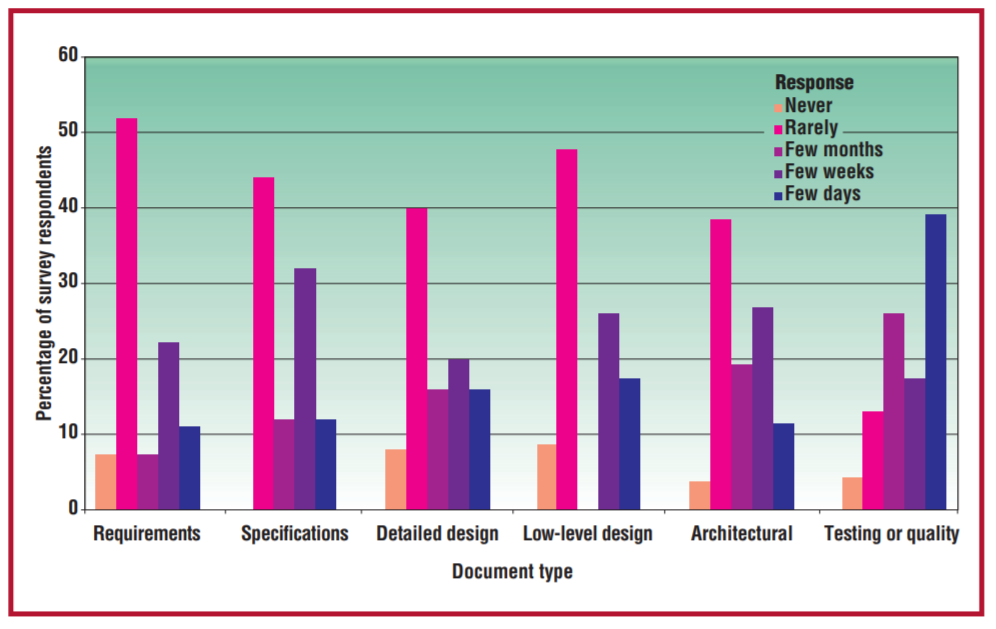 60
50
40
30
20
10
0
Percentage of survey respondents
Response
Never
Rarely
Few months
Few weeks
Few days
Requirements
Specifications
Detailed design
Low-level design
Architectural
Testing or quality
Document type